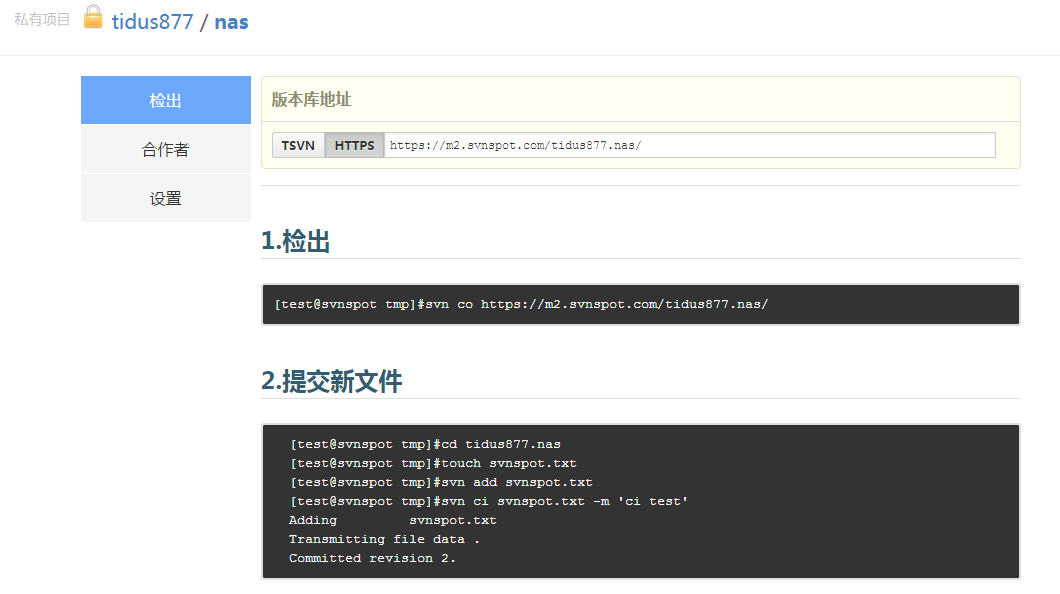 私有项目 tidus877 / nas
检出
合作者
设置
版本库地址
TSVN HTTPS https://m2.svnspot.com/tidus877.nas/
1.检出
[test@svnspot tmp]#svn co https://m2.svnspot.com/tidus877.nas/
2.提交新文件
[test@svnspot tmp]#cd tidus877.nas
[test@svnspot tmp]#touch svnspot.txt
[test@svnspot tmp]#svn add svnspot.txt
[test@svnspot tmp]#svn ci svnspot.txt -m 'ci test'
Adding         svnspot.txt
Transmitting file data .
Committed revision 2.